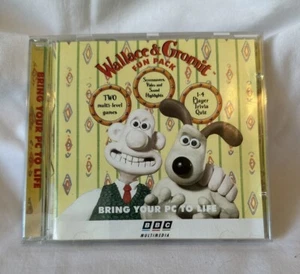 Wallace & Gromit
FUN PACK
TWO
multi-level
games
Screensavers,
Video and
Sound
Highlights
1-4
Player
Trivia
Quiz
BRING YOUR PC TO LIFE
BBC
MULTIMEDIA
BRING YOUR PC TO LIFE